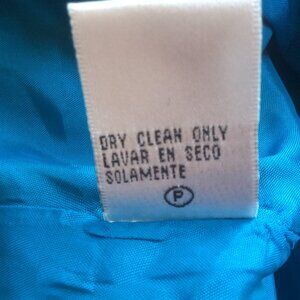 DRY CLEAN ONLY
LAVAR EN SECO
SOLAMENTE
P